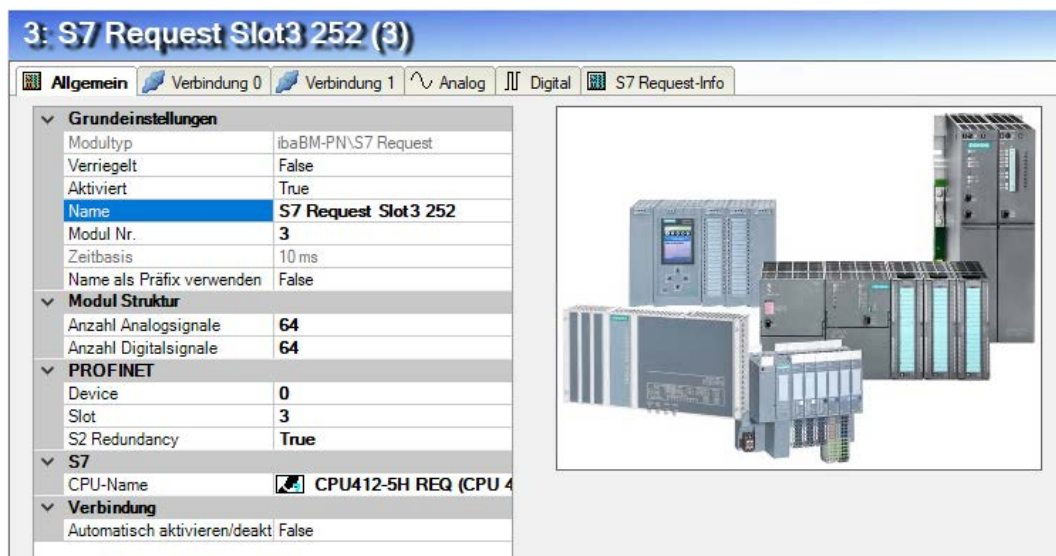 3: S7 Request Slot3 252 (3)
Allgemein Verbindung 0 Verbindung 1 Analog Digital S7 Request-Info
Grundeinstellungen
Modultyp ibaBM-PN\S7 Request
Verriegelt False
Aktiviert True
Name S7 Request Slot3 252
Modul Nr. 3
Zeitbasis 10 ms
Name als Präfix verwenden False
Modul Struktur
Anzahl Analogsignale 64
Anzahl Digitalsignale 64
PROFINET
Device 0
Slot 3
S2 Redundancy True
S7
CPU-Name CPU412-5H REQ (CPU 4
Verbindung
Automatisch aktivieren/deakt False